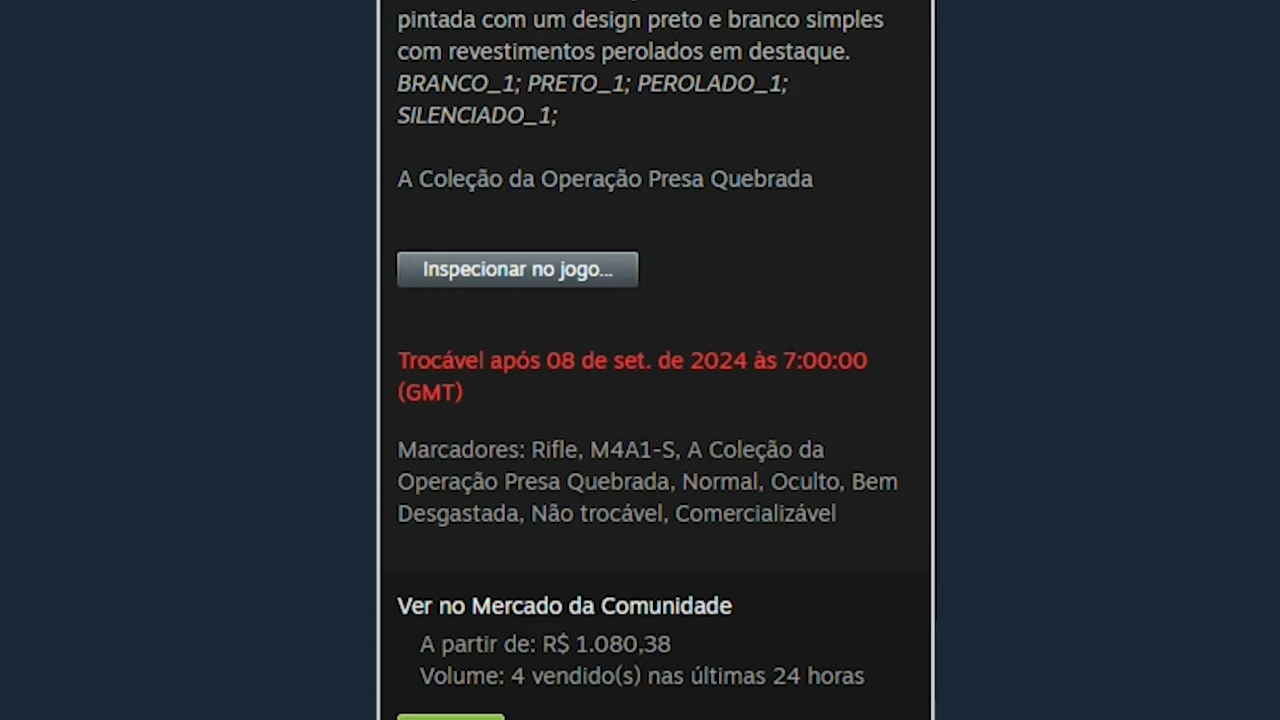 pintada com um design preto e branco simples
com revestimentos perolados em destaque.
BRANCO_1; PRETO_1; PEROLADO_1;
SILENCIADO_1;
A Coleção da Operação Presa Quebrada
Inspecionar no jogo...
Trocável após 08 de set. de 2024 às 7:00:00
(GMT)
Marcadores: Rifle, M4A1-S, A Coleção da
Operação Presa Quebrada, Normal, Oculto, Bem
Desgastada, Não trocável, Comercializável
Ver no Mercado da Comunidade
A partir de: R$ 1.080,38
Volume: 4 vendido(s) nas últimas 24 horas